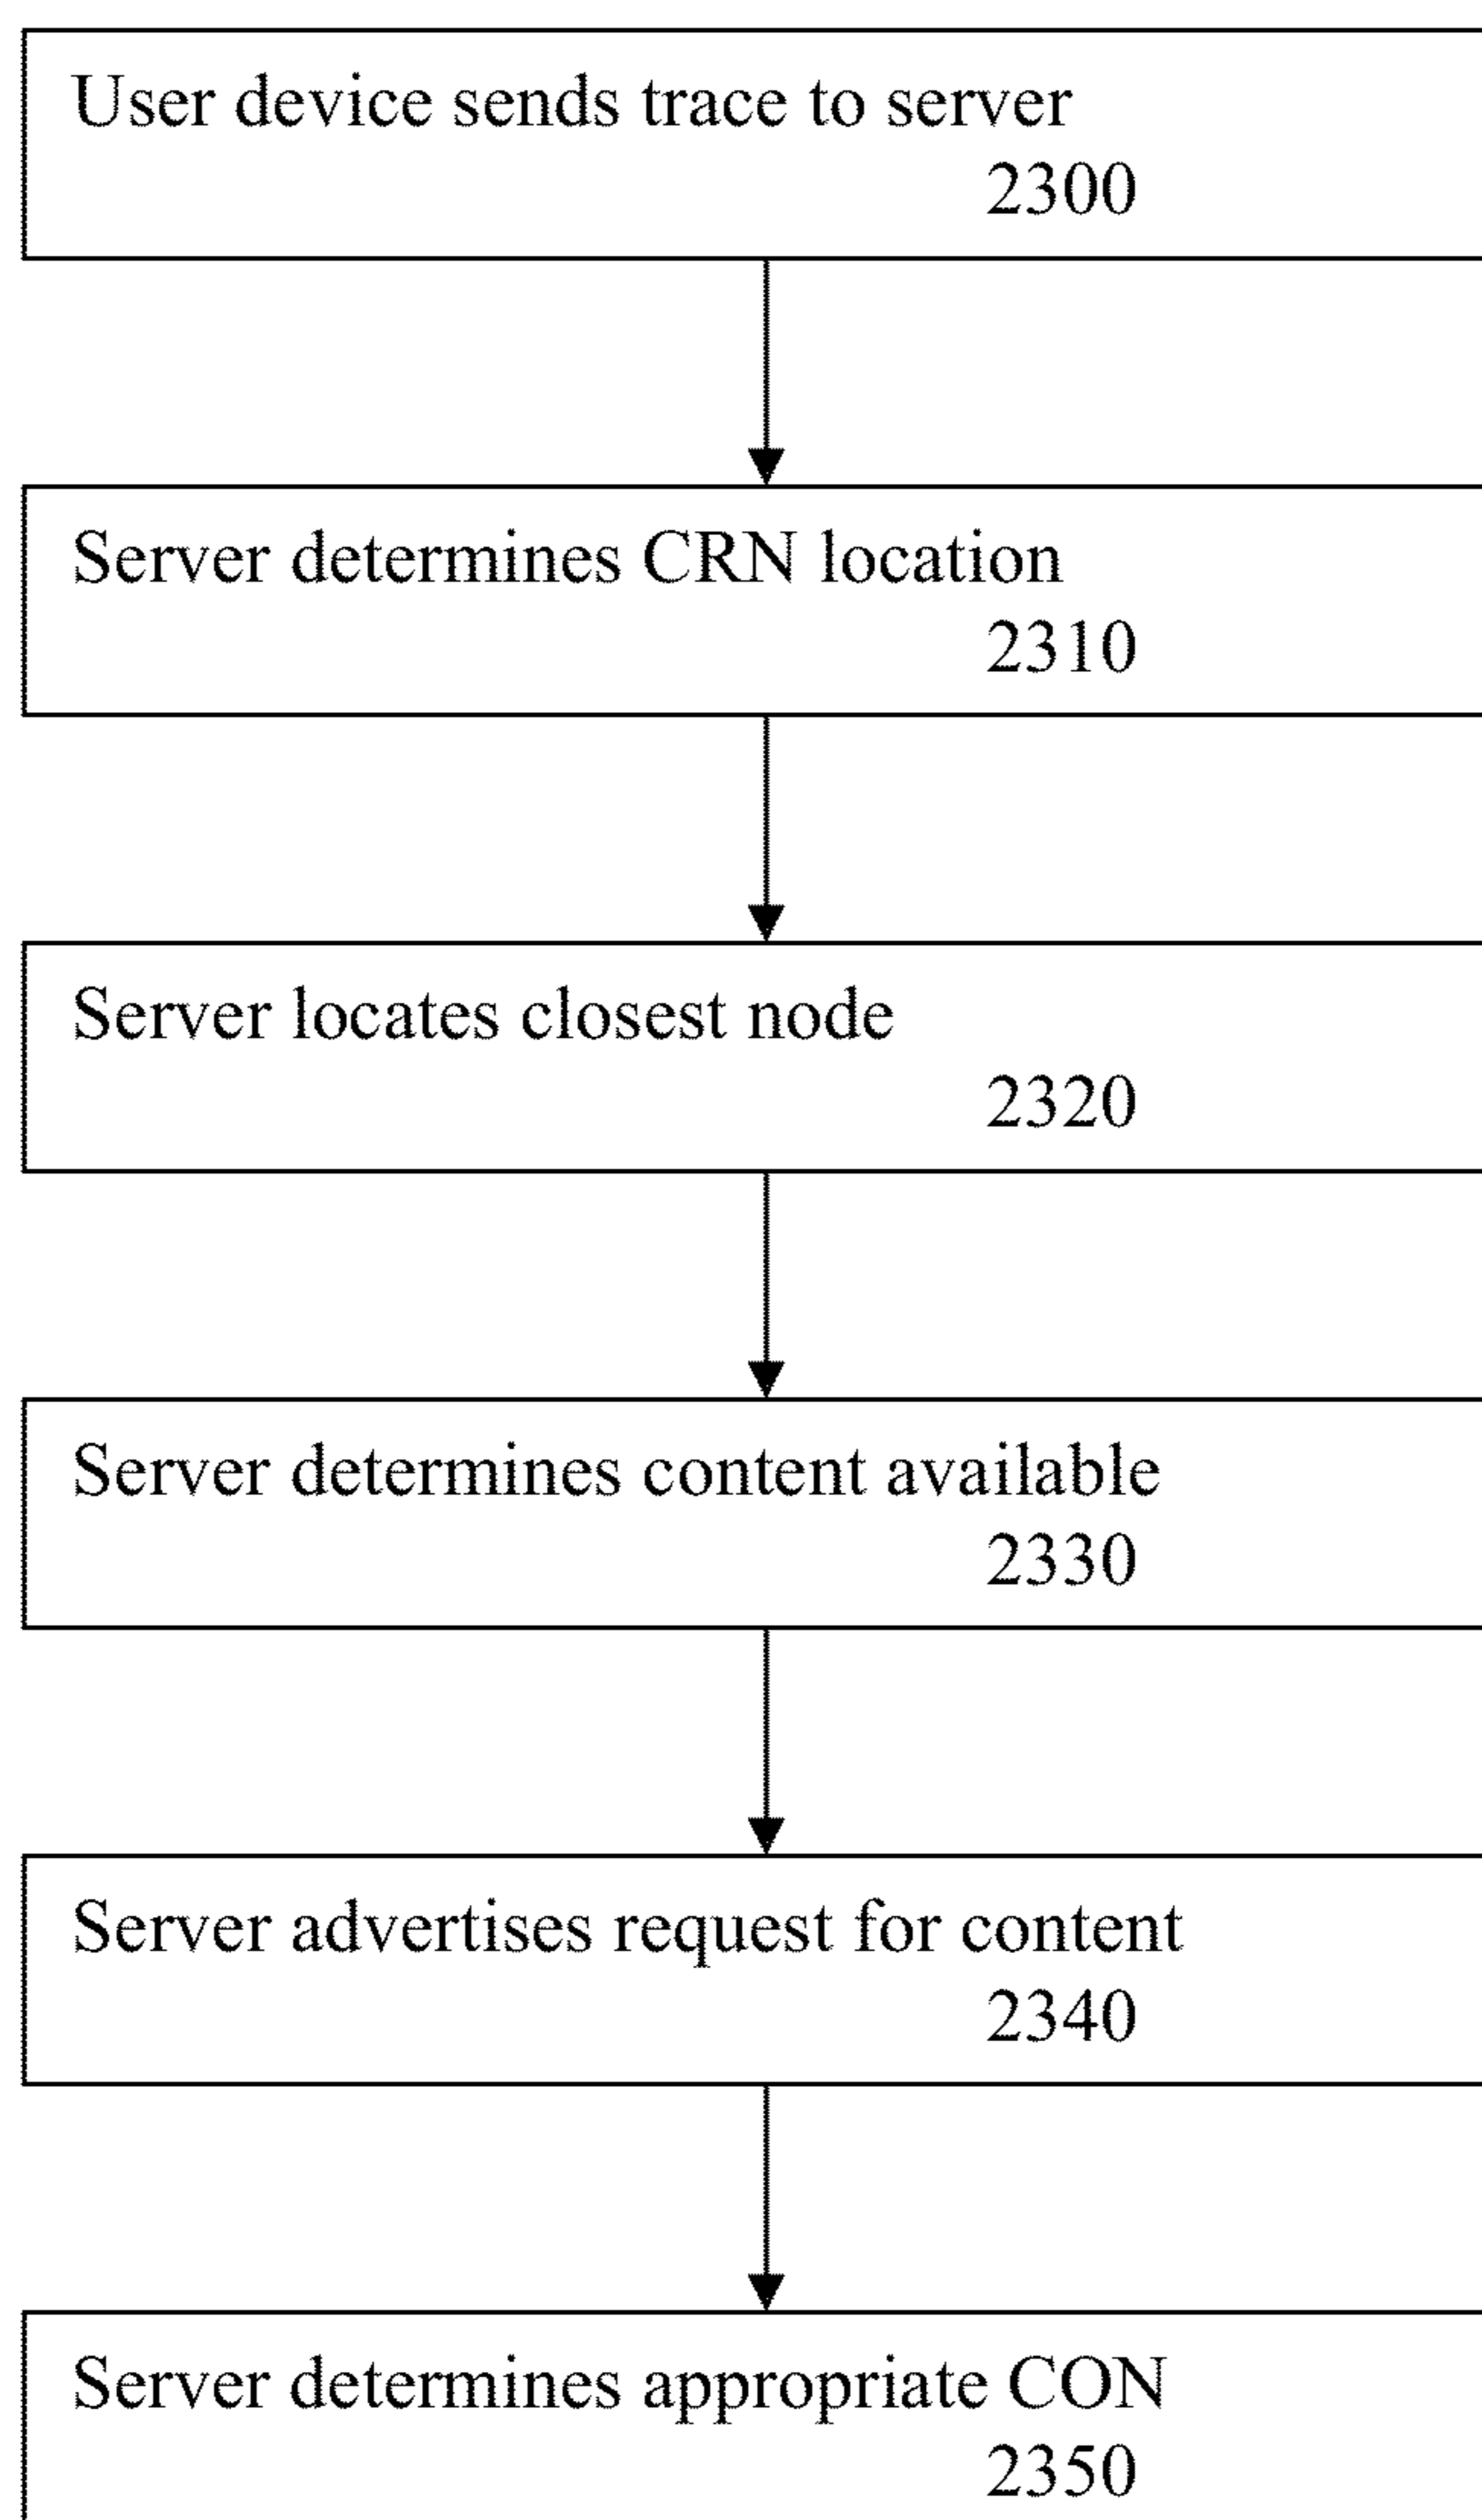 User device sends trace to server
2300
Server determines CRN location
2310
Server locates closest node
2320
Server determines content available
2330
Server advertises request for content
2340
Server determines appropriate CON
2350